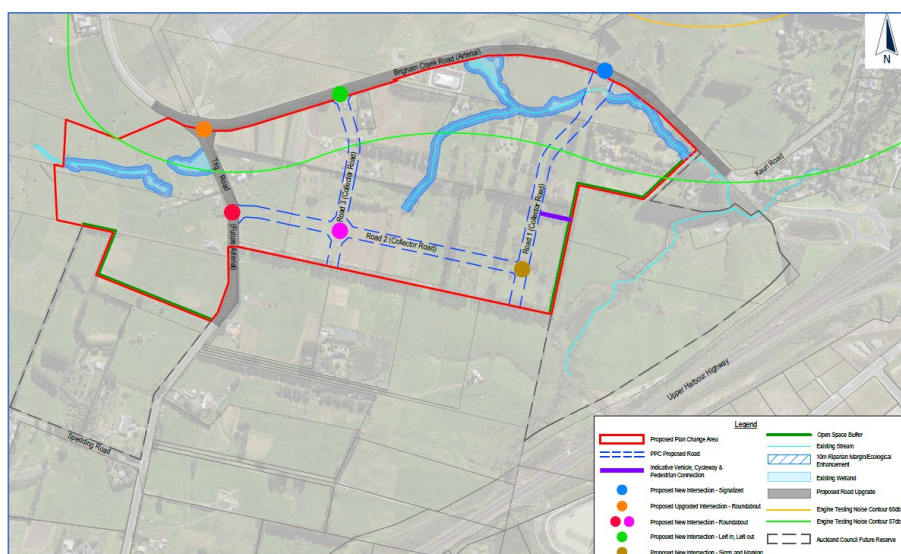 N
Brigham Creek Road (Arterial)
Kauri Road
Trig Road
(Future Arterial)
Road 3 (Collector Road)
Road 2 (Collector Road)
Road 1 (Collector Road)
Upper Harbour Highway
Spedding Road
Legend
Proposed Plan Change Area
PPC Proposed Road
Indicative Vehicle, Cycleway &
Pedestrian Connection
Proposed New Intersection - Signalized
Proposed Upgraded Intersection - Roundabout
Proposed New Intersection - Roundabout
Proposed New Intersection - Left in, Left out
Proposed New Intersection - Signs and Marking
Open Space Buffer
Existing Stream
10m Riparian Margin/Ecological
Enhancement
Existing Wetland
Proposed Road Upgrade
Engine Testing Noise Contour 65db
Engine Testing Noise Contour 57db
Auckland Council Future Reserve